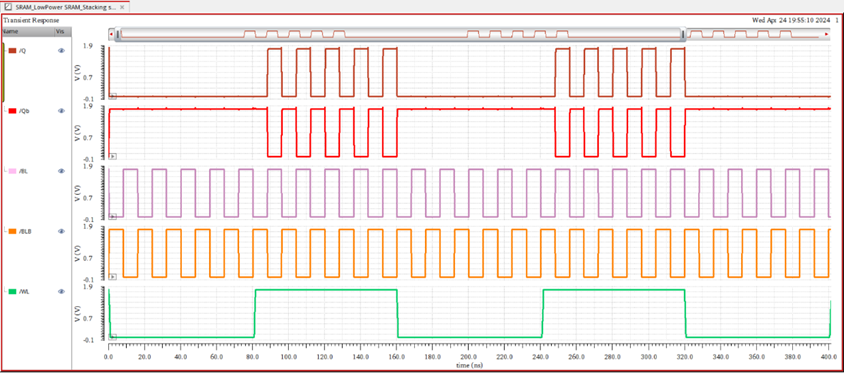 SRAM_LowPower SRAM_Stacking s... ×
Transient Response Wed Apr 24 19:55:10 2024 1
Name Vis
/Q
1.9
0.7
-0.1
V (V)
/Qb
1.9
0.7
-0.1
V (V)
/BL
1.9
0.7
-0.1
V (V)
/BLB
1.9
0.7
-0.1
V (V)
/WL
1.9
0.7
-0.1
V (V)
0.0 20.0 40.0 60.0 80.0 100.0 120.0 140.0 160.0 180.0 200.0 220.0 240.0 260.0 280.0 300.0 320.0 340.0 360.0 380.0 400.0
time (ns)